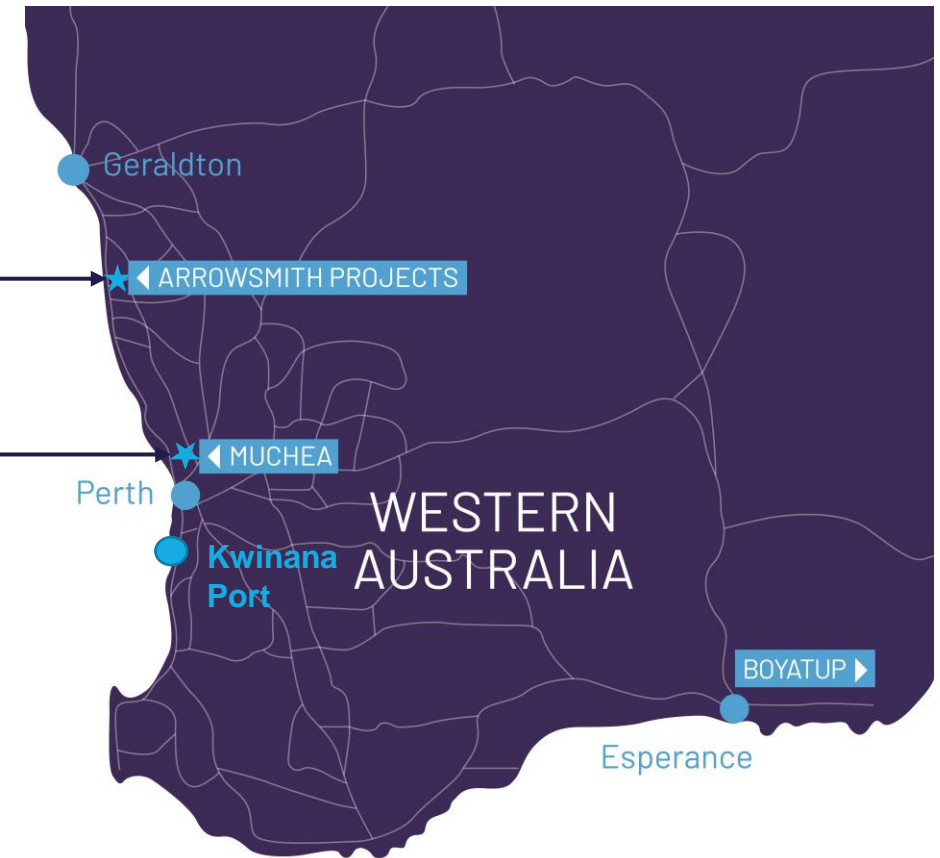 Geraldton
ARROWSMITH PROJECTS
MUCHEA
Perth
WESTERN
AUSTRALIA
Kwinana
Port
BOYATUP
Esperance